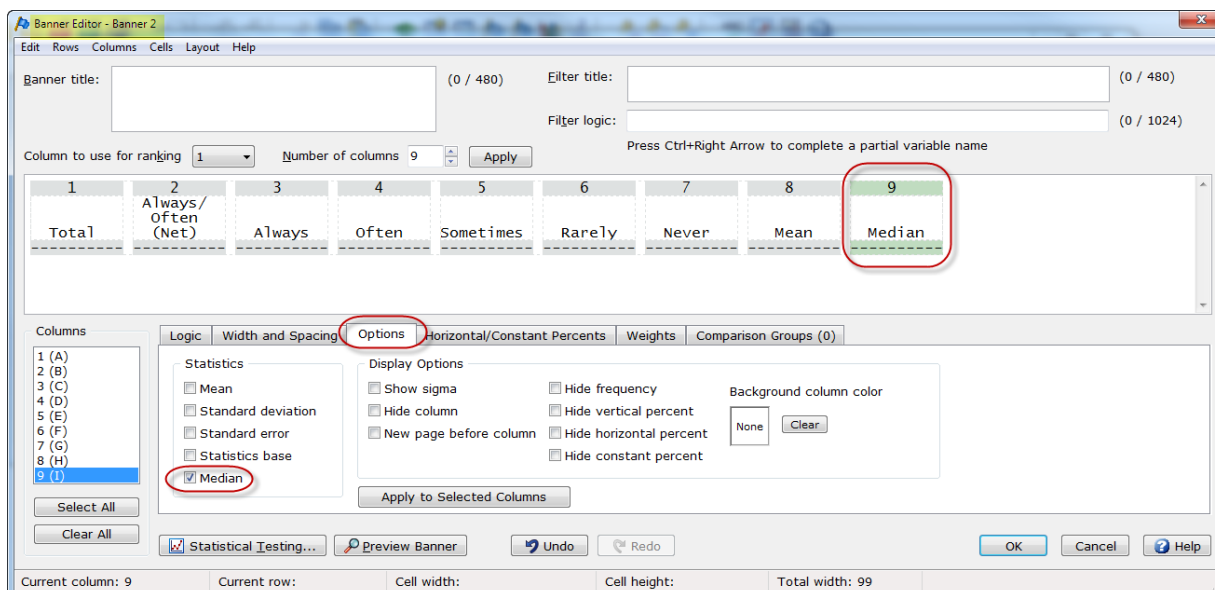 Banner Editor - Banner 2
Edit Rows Columns Cells Layout Help
Banner title: (0 / 480) Filter title: (0 / 480)
Filter logic: (0 / 1024)
Press Ctrl+Right Arrow to complete a partial variable name
Column to use for ranking 1 Number of columns 9 Apply
1 2 3 4 5 6 7 8 9
Always/
Often
Total (Net) Always Often Sometimes Rarely Never Mean Median
---------- ---------- ---------- ---------- ---------- ---------- ---------- ---------- ----------
Columns
1 (A)
2 (B)
3 (C)
4 (D)
5 (E)
6 (F)
7 (G)
8 (H)
9 (I)
Select All
Clear All
Logic Width and Spacing Options Horizontal/Constant Percents Weights Comparison Groups (0)
Statistics
Mean
Standard deviation
Standard error
Statistics base
Median
Display Options
Show sigma Hide frequency
Hide column Hide vertical percent
New page before column Hide horizontal percent
Hide constant percent
Background column color
None Clear
Apply to Selected Columns
Statistical Testing... Preview Banner Undo Redo OK Cancel Help
Current column: 9 Current row: Cell width: Cell height: Total width: 99